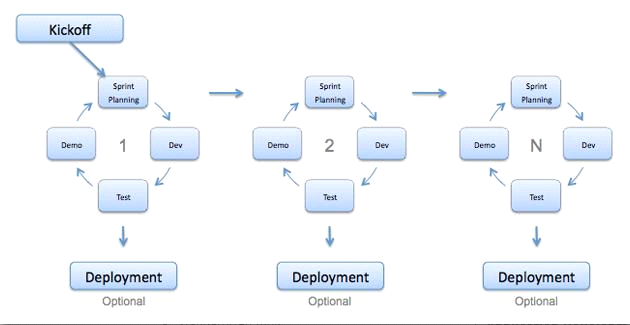 Kickoff
Sprint
Planning
Demo
1
Dev
Test
Deployment
Optional
Sprint
Planning
Demo
2
Dev
Test
Deployment
Optional
Sprint
Planning
Demo
N
Dev
Test
Deployment
Optional